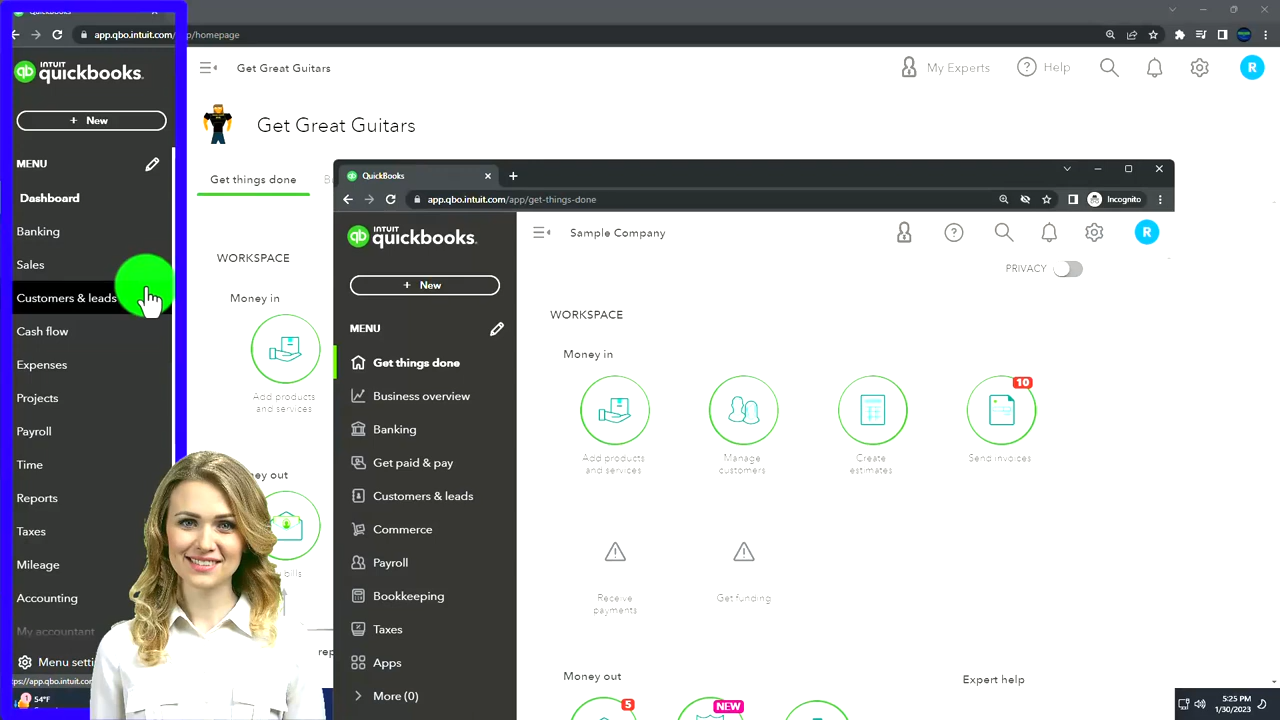 app.qbo.intuit.com
/homepage
INTUIT
quickbooks.
Get Great Guitars
My Experts
Help
R
+ New
Get Great Guitars
MENU
Get things done
Dashboard
Banking
Sales
Customers & leads
Cash flow
Expenses
Projects
Payroll
Time
Reports
Taxes
Mileage
Accounting
My accountant
WORKSPACE
Money in
Add products
and services
QuickBooks
app.qbo.intuit.com/app/get-things-done
Incognito
INTUIT
quickbooks.
Sample Company
R
PRIVACY
+ New
MENU
Get things done
Business overview
Banking
Get paid & pay
Customers & leads
Commerce
Payroll
Bookkeeping
Taxes
Apps
More (0)
WORKSPACE
Money in
10
Add products
and services
Manage
customers
Create
estimates
Send invoices
Receive
payments
Get funding
Money out
Expert help
5
NEW
54°F
5:25 PM
1/30/2023